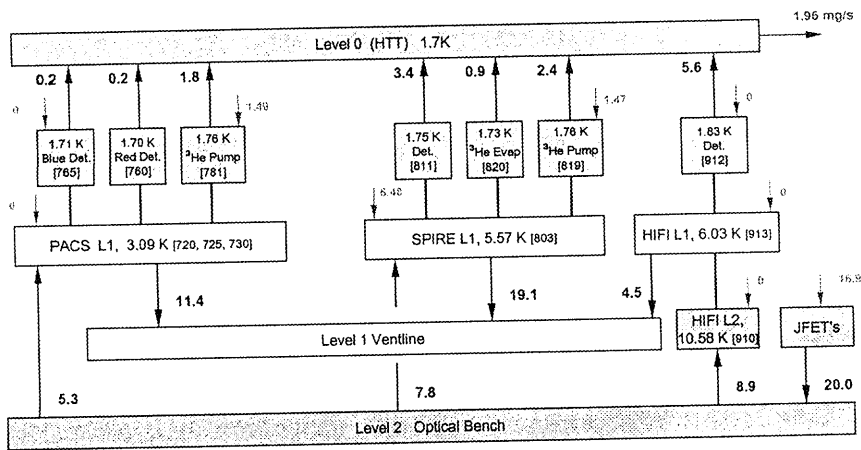 1.96 mg/s
Level 0 (HTT) 1.7K
0.2
0.2
1.8
3.4
0.9
2.4
5.6
0
1.49
1.47
0
1.71 K
Blue Det.
[765]
1.70 K
Red Det.
[760]
1.76 K
³He Pump
[781]
1.75 K
Det.
[811]
1.73 K
³He Evap
[820]
1.76 K
³He Pump
[819]
1.83 K
Det.
[912]
0
6.48
0
PACS L1, 3.09 K [720, 725, 730]
SPIRE L1, 5.57 K [803]
HIFI L1, 6.03 K [913]
11.4
19.1
4.5
0
16.8
Level 1 Ventline
HIFI L2,
10.58 K [910]
JFET's
5.3
7.8
8.9
20.0
Level 2 Optical Bench